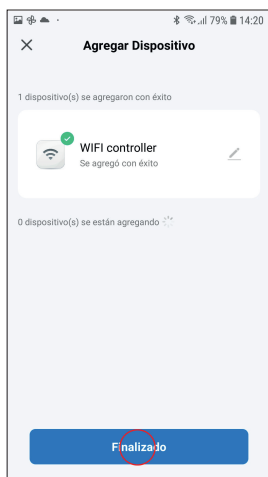 79% 14:20
Agregar Dispositivo
1 dispositivo(s) se agregaron con éxito
WIFI controller
Se agregó con éxito
0 dispositivo(s) se están agregando
Finalizado